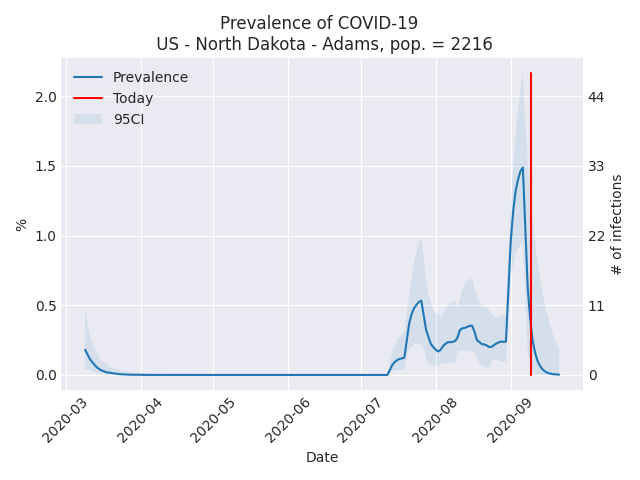 Prevalence of COVID-19
US - North Dakota - Adams, pop. = 2216
Prevalence
Today
95CI
2.0
1.5
1.0
0.5
0.0
%
44
33
22
11
0
# of infections
2020-03
2020-04
2020-05
2020-06
2020-07
2020-08
2020-09
Date